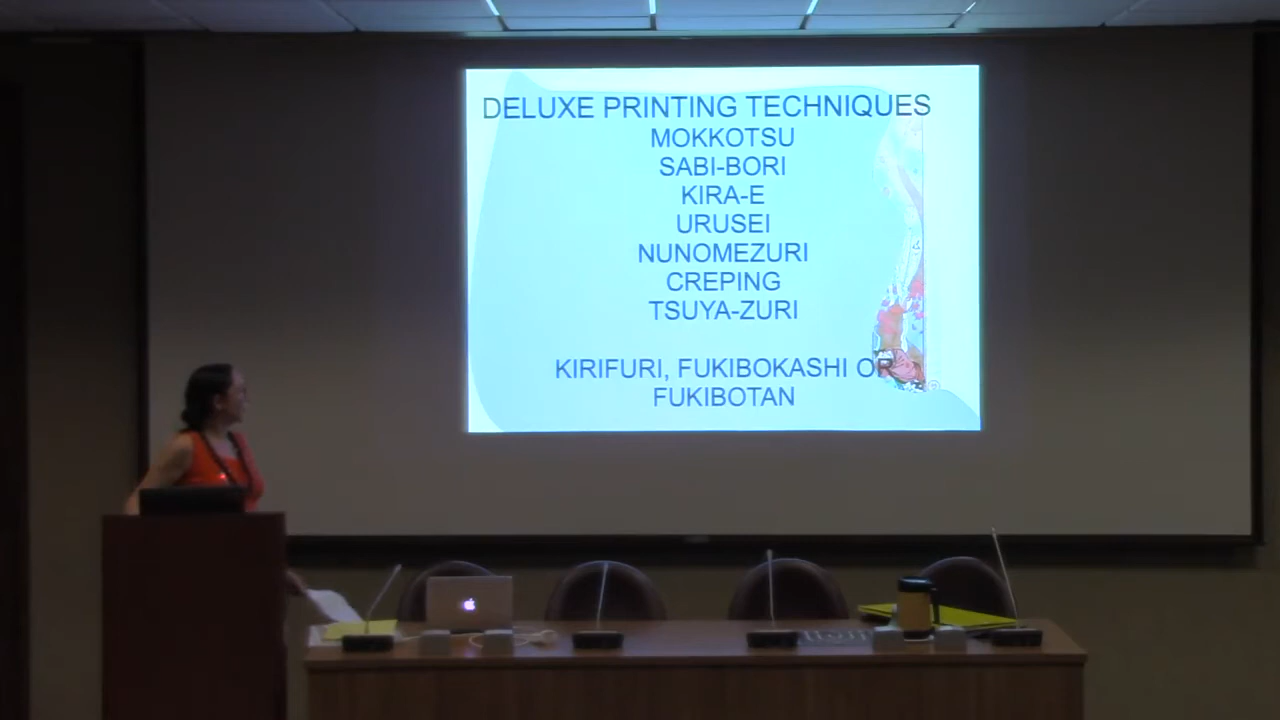 DELUXE PRINTING TECHNIQUES
MOKKOTSU
SABI-BORI
KIRA-E
URUSEI
NUNOMEZURI
CREPING
TSUYA-ZURI
KIRIFURI, FUKIBOKASHI OR
FUKIBOTAN